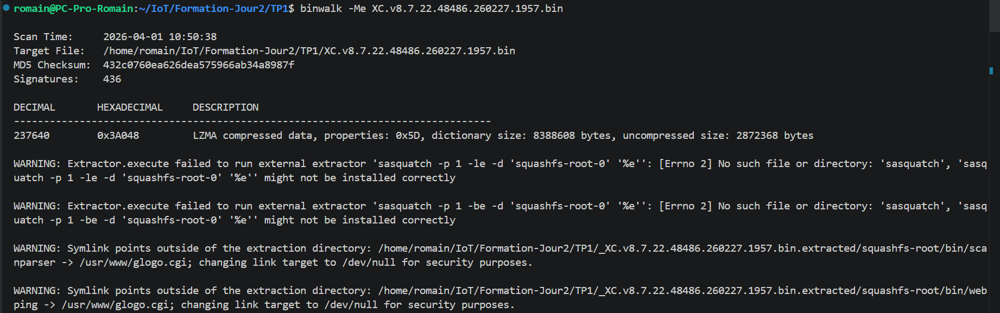 romain@PC-Pro-Romain:~/IoT/Formation-Jour2/TP1$ binwalk -Me XC.v8.7.22.48486.260227.1957.bin
Scan Time:     2026-04-01 10:50:38
Target File:   /home/romain/IoT/Formation-Jour2/TP1/XC.v8.7.22.48486.260227.1957.bin
MD5 Checksum:  432c0760ea626dea575966ab34a8987f
Signatures:    436
DECIMAL       HEXADECIMAL     DESCRIPTION
--------------------------------------------------------------------------------
237640        0x3A048         LZMA compressed data, properties: 0x5D, dictionary size: 8388608 bytes, uncompressed size: 2872368 bytes
WARNING: Extractor.execute failed to run external extractor 'sasquatch -p 1 -le -d 'squashfs-root-0' '%e'': [Errno 2] No such file or directory: 'sasquatch', 'sasq
uatch -p 1 -le -d 'squashfs-root-0' '%e'' might not be installed correctly
WARNING: Extractor.execute failed to run external extractor 'sasquatch -p 1 -be -d 'squashfs-root-0' '%e'': [Errno 2] No such file or directory: 'sasquatch', 'sasq
uatch -p 1 -be -d 'squashfs-root-0' '%e'' might not be installed correctly
WARNING: Symlink points outside of the extraction directory: /home/romain/IoT/Formation-Jour2/TP1/_XC.v8.7.22.48486.260227.1957.bin.extracted/squashfs-root/bin/sca
nparser -> /usr/www/glogo.cgi; changing link target to /dev/null for security purposes.
WARNING: Symlink points outside of the extraction directory: /home/romain/IoT/Formation-Jour2/TP1/_XC.v8.7.22.48486.260227.1957.bin.extracted/squashfs-root/bin/web
ping -> /usr/www/glogo.cgi; changing link target to /dev/null for security purposes.